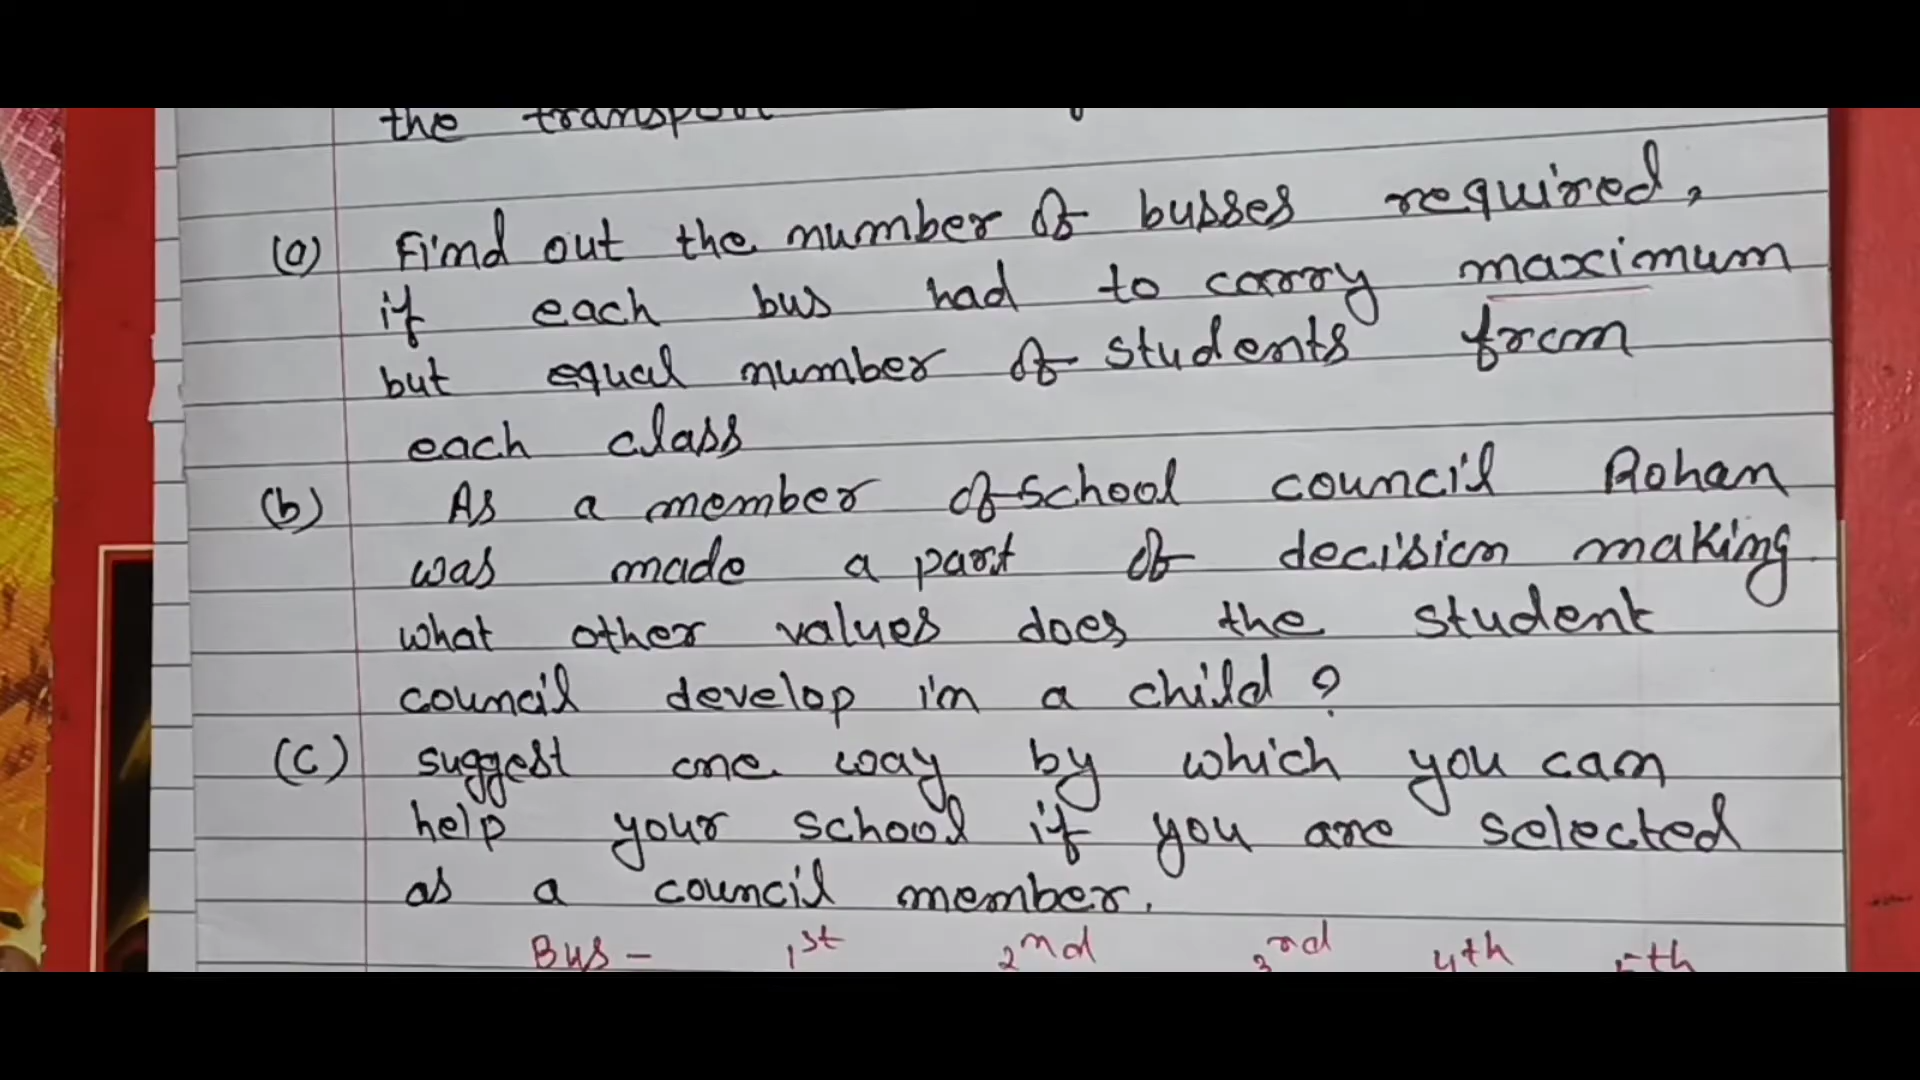 the transport
(a) Find out the number of busses required,
if each bus had to carry maximum
but equal number of students from
each class
(b) As a member of school council Rohan
was made a part of decision making
what other values does the student
council develop in a child ?
(c) suggest one way by which you can
help your school if you are selected
as a council member.
Bus - 1st 2nd 3rd 4th 5th